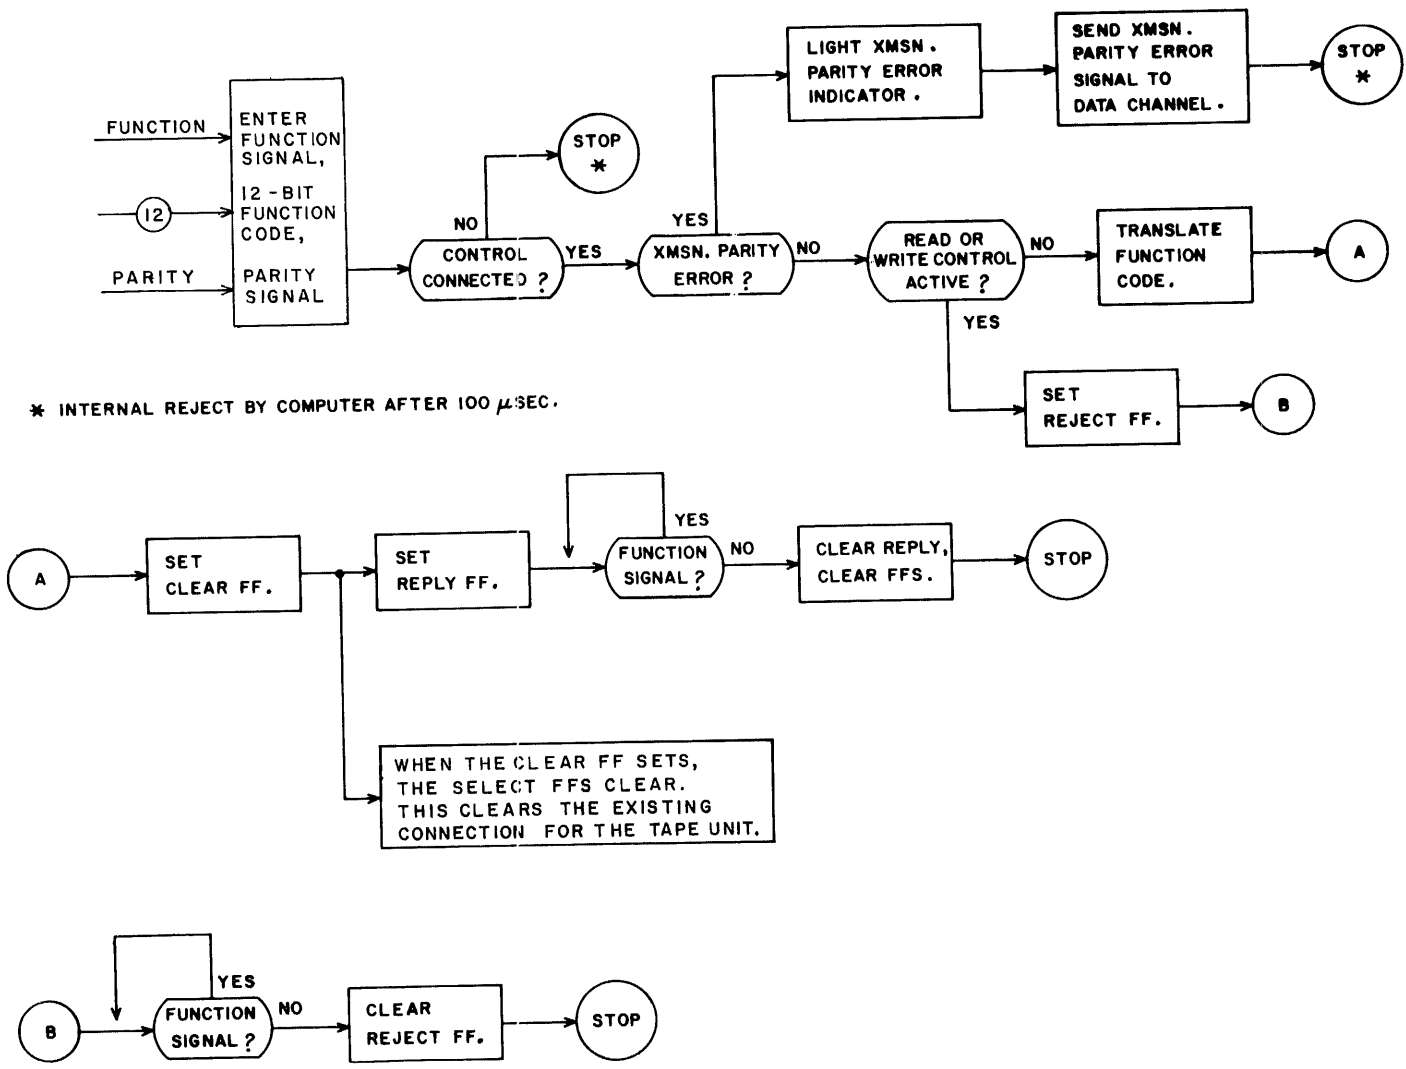 FUNCTION
12
PARITY
ENTER
FUNCTION
SIGNAL,
12-BIT
FUNCTION
CODE,
PARITY
SIGNAL
NO
STOP
*
CONTROL
CONNECTED ?
YES
XMSN. PARITY
ERROR ?
YES
LIGHT XMSN.
PARITY ERROR
INDICATOR.
SEND XMSN.
PARITY ERROR
SIGNAL TO
DATA CHANNEL.
STOP
*
NO
READ OR
WRITE CONTROL
ACTIVE ?
NO
TRANSLATE
FUNCTION
CODE.
A
YES
SET
REJECT FF.
B
* INTERNAL REJECT BY COMPUTER AFTER 100 μSEC.
A
SET
CLEAR FF.
SET
REPLY FF.
YES
FUNCTION
SIGNAL ?
NO
CLEAR REPLY,
CLEAR FFS.
STOP
WHEN THE CLEAR FF SETS,
THE SELECT FFS CLEAR.
THIS CLEARS THE EXISTING
CONNECTION FOR THE TAPE UNIT.
B
YES
FUNCTION
SIGNAL ?
NO
CLEAR
REJECT FF.
STOP